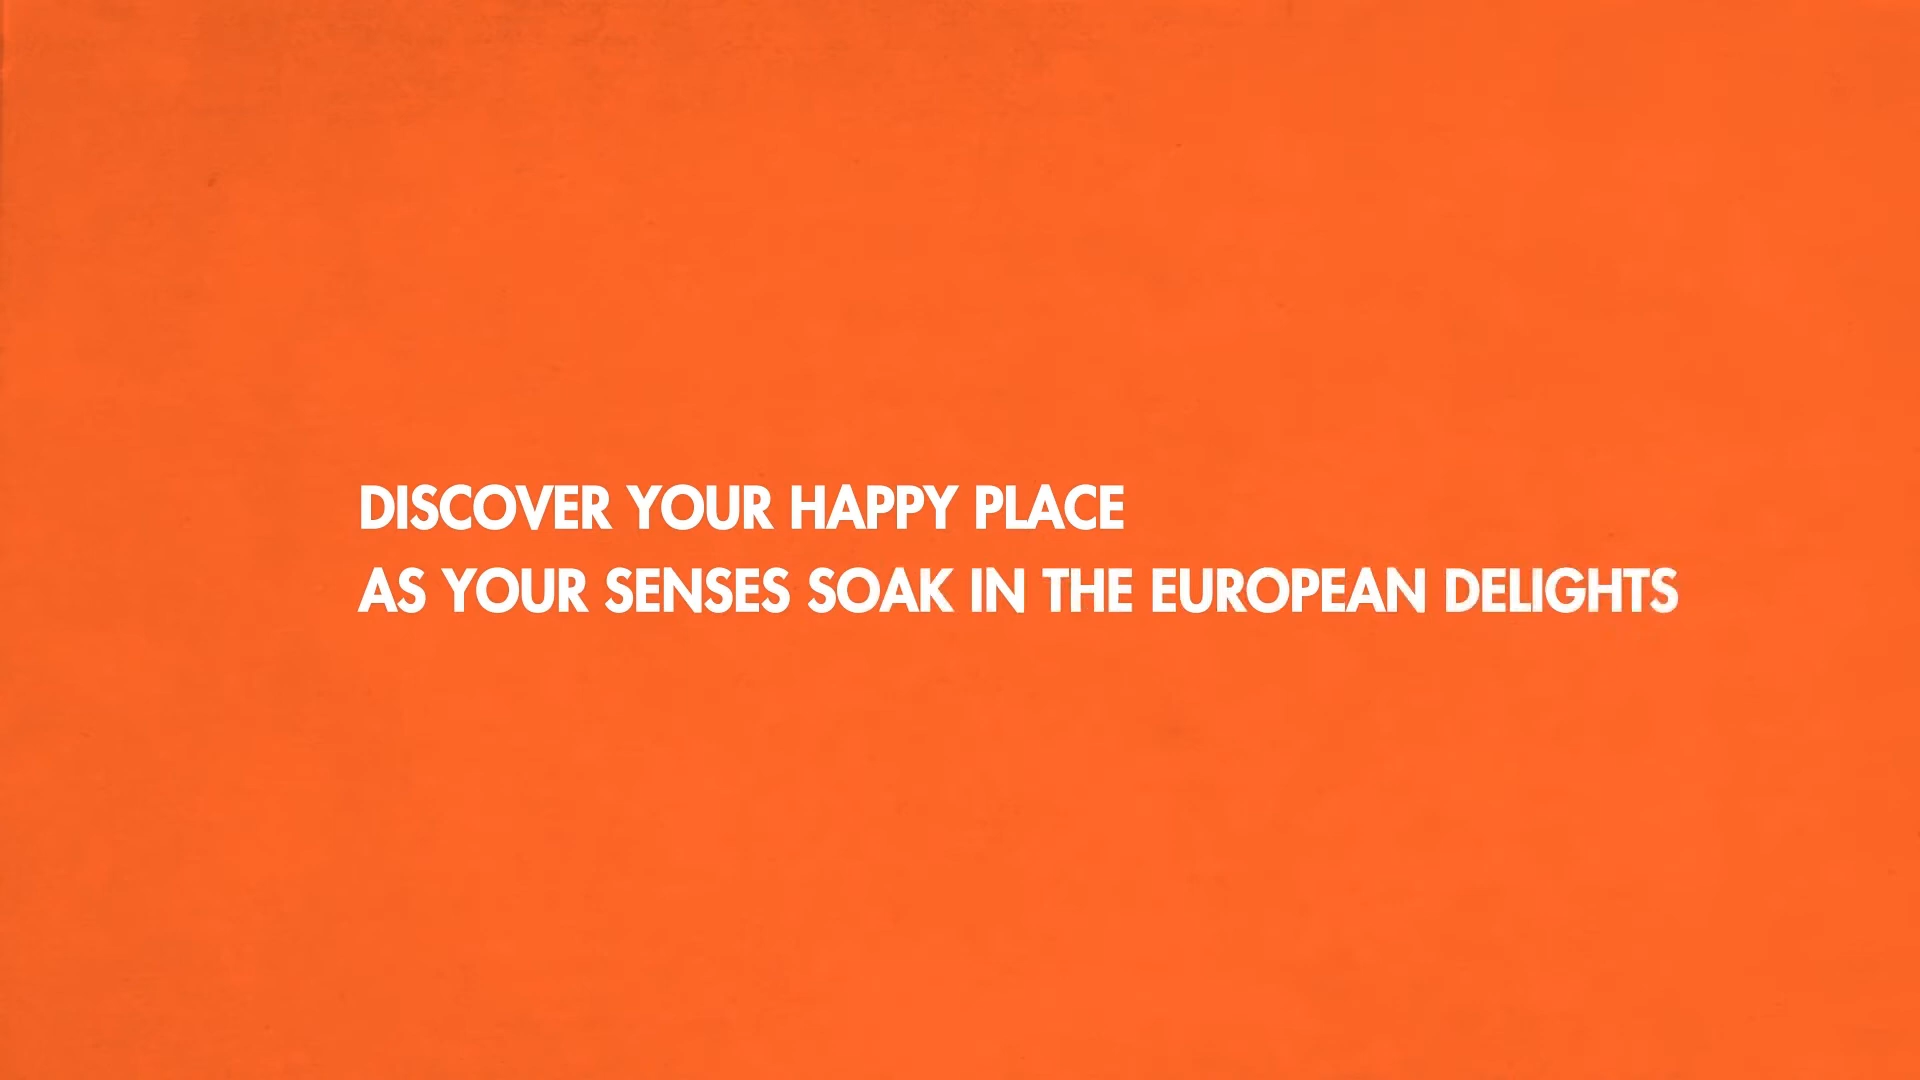 DISCOVER YOUR HAPPY PLACE
AS YOUR SENSES SOAK IN THE EUROPEAN DELIGHTS